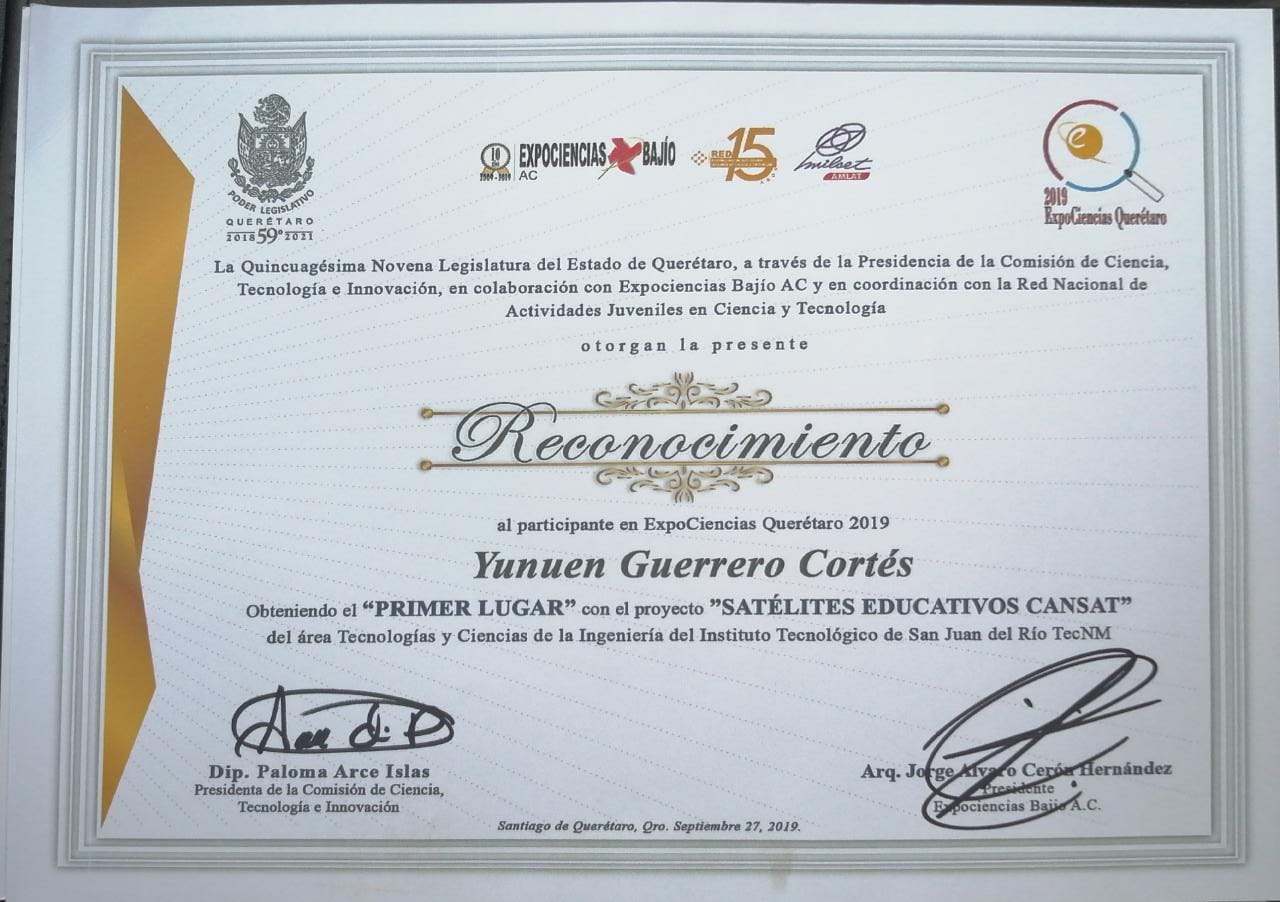 PODER LEGISLATIVO
QUERÉTARO
2018 59° 2021
10
2009-2019
EXPOCIENCIAS BAJÍO
AC
RED 15
AÑOS
milset
AMLAT
e
2019
ExpoCiencias Querétaro
La Quincuagésima Novena Legislatura del Estado de Querétaro, a través de la Presidencia de la Comisión de Ciencia,
Tecnología e Innovación, en colaboración con Expociencias Bajío AC y en coordinación con la Red Nacional de
Actividades Juveniles en Ciencia y Tecnología
otorgan la presente
Reconocimiento
al participante en ExpoCiencias Querétaro 2019
Yunuen Guerrero Cortés
Obteniendo el “PRIMER LUGAR” con el proyecto ”SATÉLITES EDUCATIVOS CANSAT”
del área Tecnologías y Ciencias de la Ingeniería del Instituto Tecnológico de San Juan del Río TecNM
Dip. Paloma Arce Islas
Presidenta de la Comisión de Ciencia,
Tecnología e Innovación
Arq. Jorge Alvaro Cerón Hernández
Presidente
Expociencias Bajío A.C.
Santiago de Querétaro, Qro. Septiembre 27, 2019.